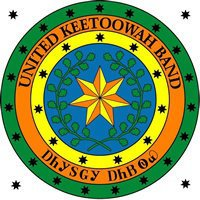 UNITED KEETOOWAH BAND
ᎠᏂᎩᏚᏩᎩ ᎠᏂᏴᏫᏯ